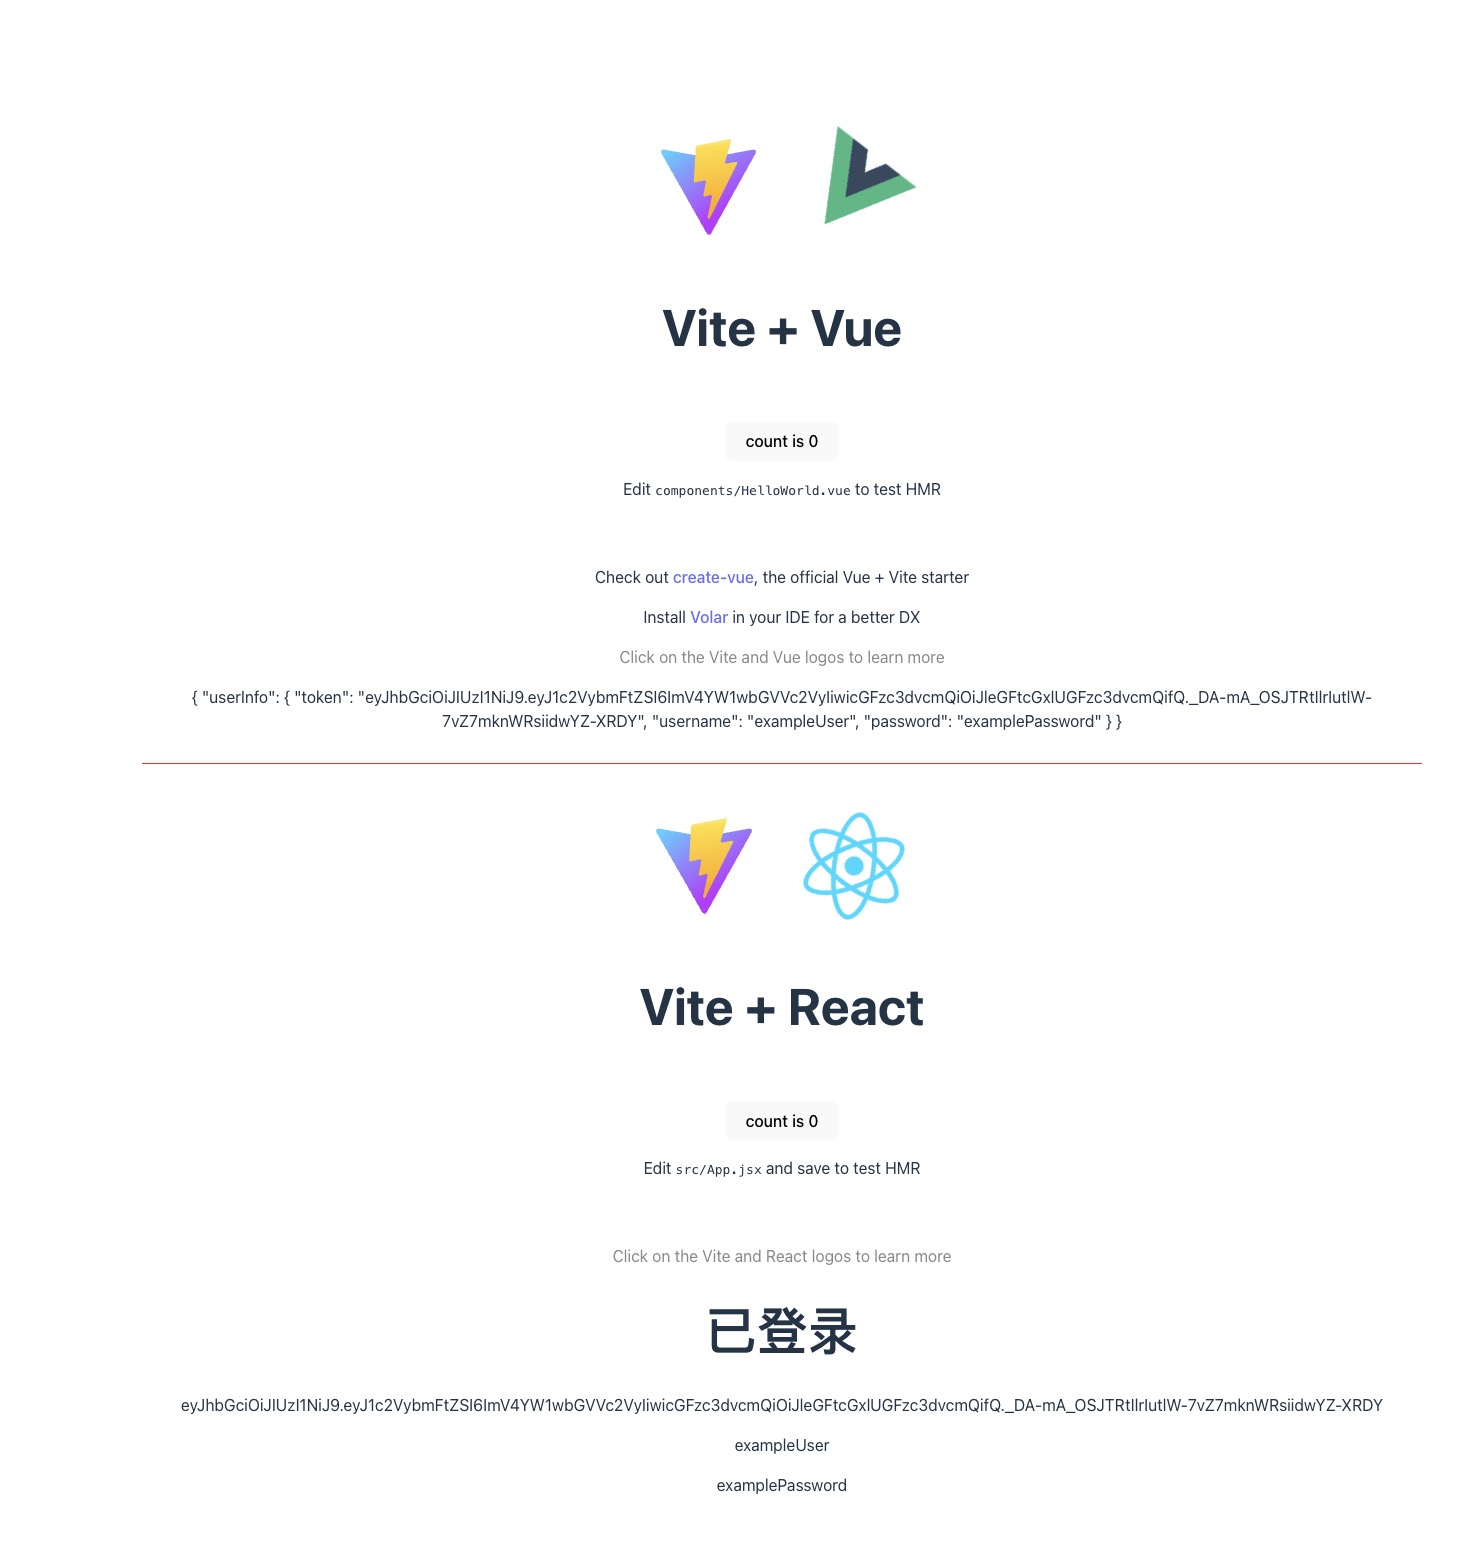 Vite + Vue
count is 0
Edit components/HelloWorld.vue to test HMR
Check out create-vue, the official Vue + Vite starter
Install Volar in your IDE for a better DX
Click on the Vite and Vue logos to learn more
{ "userInfo": { "token": "eyJhbGciOiJIUzI1NiJ9.eyJ1c2VybmFtZSI6ImV4YW1wbGVVc2VyIiwicGFzc3dvcmQiOiJleGFtcGxlUGFzc3dvcmQifQ._DA-mA_OSJTRtIlrIutlW-
7vZ7mknWRsiidwYZ-XRDY", "username": "exampleUser", "password": "examplePassword" } }
Vite + React
count is 0
Edit src/App.jsx and save to test HMR
Click on the Vite and React logos to learn more
已登录
eyJhbGciOiJIUzI1NiJ9.eyJ1c2VybmFtZSI6ImV4YW1wbGVVc2VyIiwicGFzc3dvcmQiOiJleGFtcGxlUGFzc3dvcmQifQ._DA-mA_OSJTRtIlrIutlW-7vZ7mknWRsiidwYZ-XRDY
exampleUser
examplePassword